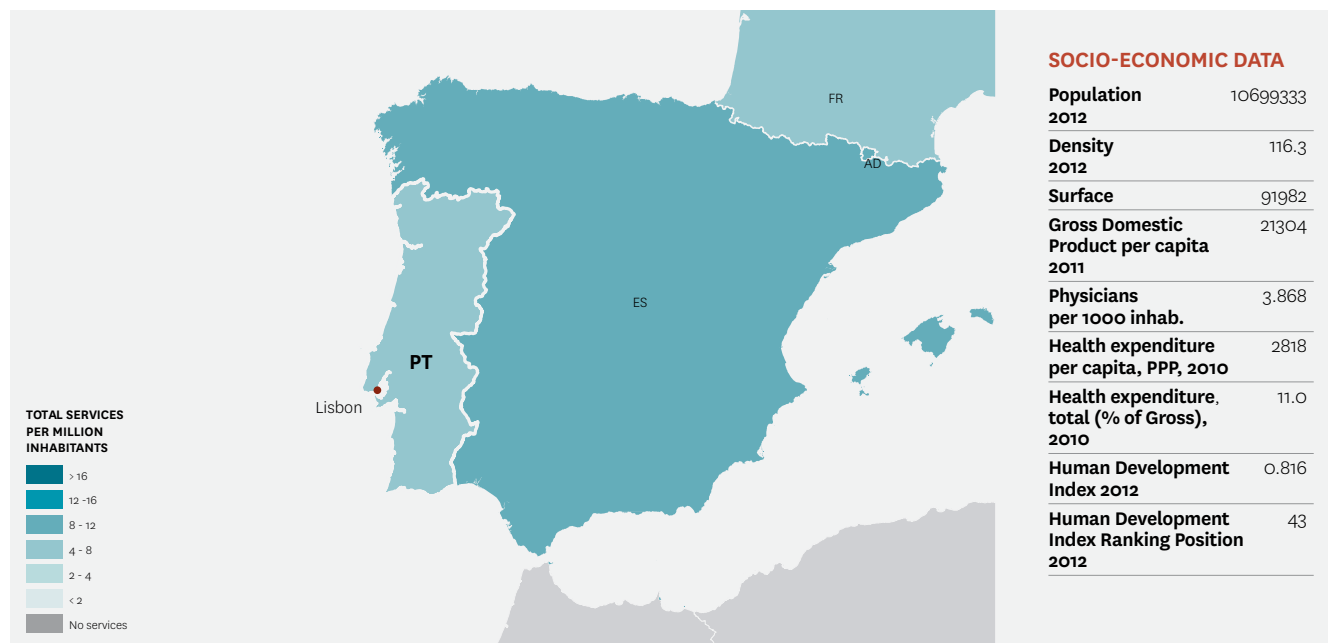 FR
AD
ES
PT
Lisbon
TOTAL SERVICES
PER MILLION
INHABITANTS
> 16
12 -16
8 - 12
4 - 8
2 - 4
< 2
No services
SOCIO-ECONOMIC DATA
Population 10699333
2012
Density 116.3
2012
Surface 91982
Gross Domestic 21304
Product per capita
2011
Physicians 3.868
per 1000 inhab.
Health expenditure 2818
per capita, PPP, 2010
Health expenditure, 11.0
total (% of Gross),
2010
Human Development 0.816
Index 2012
Human Development 43
Index Ranking Position
2012